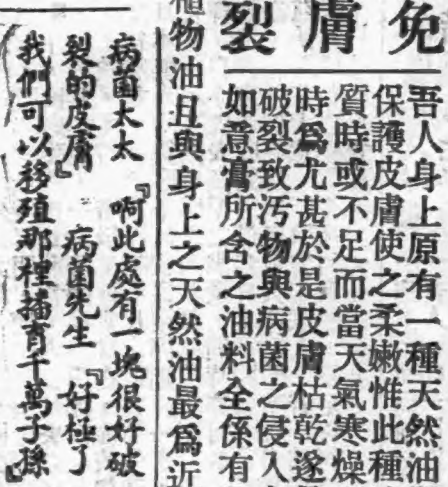 免膚裂
吾人身上原有一種天然油
保護皮膚使之柔嫩惟此種
質時或不足而當天氣寒燥
時爲尤甚於是皮膚枯乾遂
破裂致汚物與病菌之侵入
如意膏所含之油料全係有
植物油且與身上之天然油最爲近
病菌太太『啊此處有一塊很好破
裂的皮膚』 病菌先生『好極了
我們可以移殖那裡播育千萬子孫』